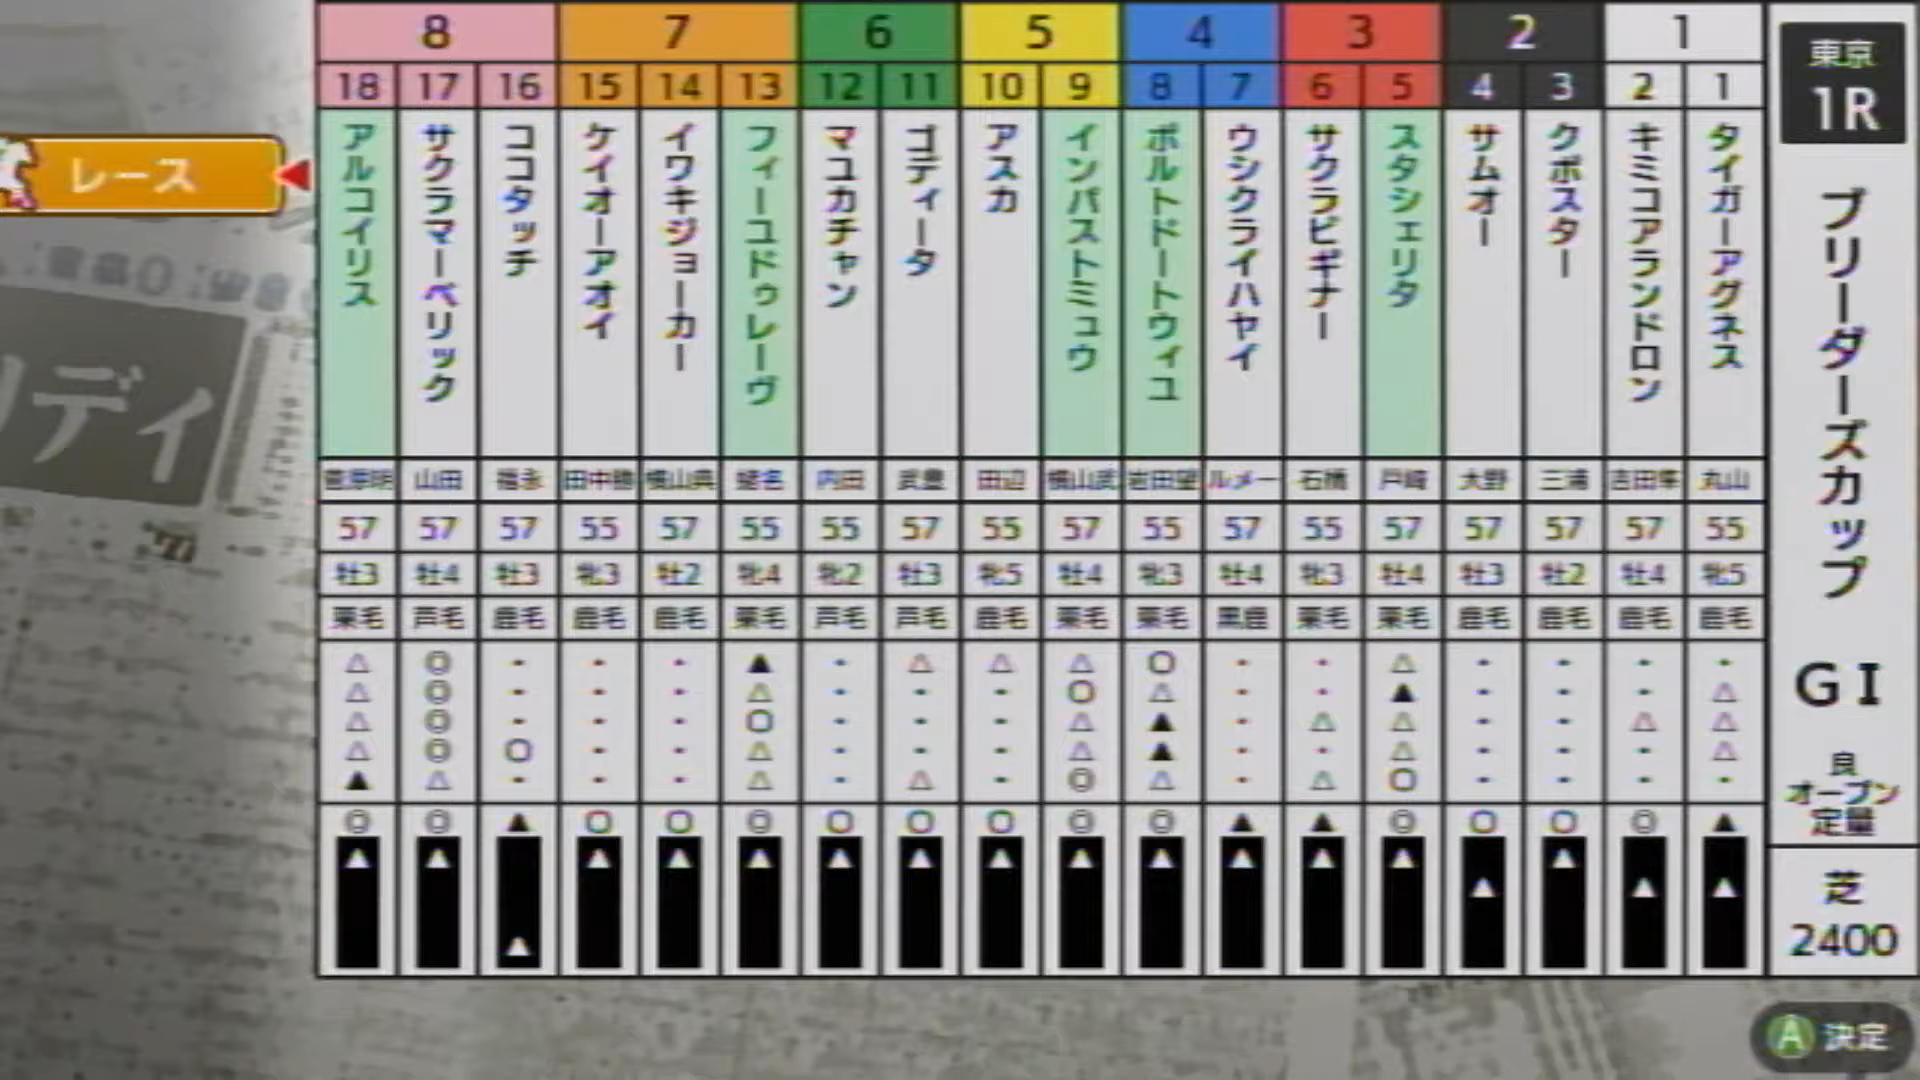 レース
リディ
東京
1R
ブリーダーズカップ
GⅠ
良
オープン
定量
芝
2400
8 7 6 5 4 3 2 1
18 17 16 15 14 13 12 11 10 9 8 7 6 5 4 3 2 1
タイガーアグネス
キミコアランドロン
クボスター
サムオー
スタシェリタ
サクラビギナー
ウシクライハヤイ
ボルトドートウィユ
インパストミュウ
アスカ
ゴディータ
マユカチャン
フィーユドゥレーヴ
イワキジョーカー
ケイオーアオイ
ココタッチ
サクラマーベリック
アルコイリス
菅原明 山田 福永 田中勝 横山典 蛯名 内田 武豊 田辺 横山武 岩田望 ルメー 石橋 戸崎 大野 三浦 吉田隼 丸山
57 57 57 55 57 55 55 57 55 57 55 57 55 57 57 57 57 55
牡3 牡4 牡3 牝3 牡2 牝4 牝2 牡3 牝5 牡4 牝3 牡4 牝3 牡4 牡3 牡2 牡4 牝5
栗毛 芦毛 鹿毛 鹿毛 鹿毛 栗毛 芦毛 芦毛 鹿毛 栗毛 栗毛 黒鹿 栗毛 栗毛 鹿毛 鹿毛 鹿毛 鹿毛
△ ◎ ・ ・ ・ ▲ ・ △ △ △ ○ ・ ・ △ ・ ・ ・ ・
△ ◎ ・ ・ ・ △ ・ ・ ・ ○ △ ・ ・ ▲ ・ ・ ・ △
△ ◎ ・ ・ ・ ○ ・ ・ ・ △ ▲ ・ △ △ ・ ・ △ △
△ ◎ ○ ・ ・ △ ・ ・ ・ △ ▲ ・ ・ △ ・ ・ ・ △
▲ △ ・ ・ ・ △ ・ △ ・ ◎ △ ・ △ ○ ・ ・ ・ ・
◎ ◎ ▲ ○ ○ ◎ ○ ○ ○ ◎ ◎ ▲ ▲ ◎ ○ ○ ◎ ▲
A 決定